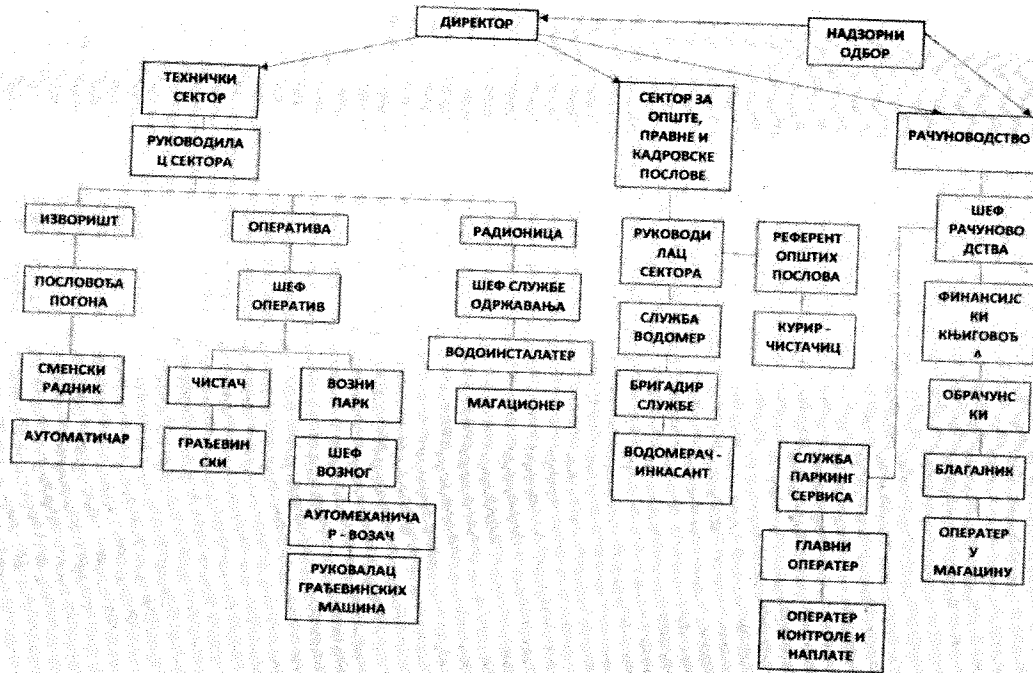 ДИРЕКТОР
НАДЗОРНИ
ОДБОР
ТЕХНИЧКИ
СЕКТОР
РУКОВОДИЛА
Ц СЕКТОРА
СЕКТОР ЗА
ОПШТЕ,
ПРАВНЕ И
КАДРОВСКЕ
ПОСЛОВЕ
РАЧУНОВОДСТВО
ИЗВОРИШТ
ПОСЛОВОЂА
ПОГОНА
СМЕНСКИ
РАДНИК
АУТОМАТИЧАР
ОПЕРАТИВА
ШЕФ
ОПЕРАТИВ
ЧИСТАЧ
ГРАЂЕВИН
СКИ
ВОЗНИ
ПАРК
ШЕФ
ВОЗНОГ
АУТОМЕХАНИЧА
Р - ВОЗАЧ
РУКОВАЛАЦ
ГРАЂЕВИНСКИХ
МАШИНА
РАДИОНИЦА
ШЕФ СЛУЖБЕ
ОДРЖАВАЊА
ВОДОИНСТАЛАТЕР
МАГАЦИОНЕР
РУКОВОДИ
ЛАЦ
СЕКТОРА
СЛУЖБА
ВОДОМЕР
БРИГАДИР
СЛУЖБЕ
ВОДОМЕРАЧ -
ИНКАСАНТ
РЕФЕРЕНТ
ОПШТИХ
ПОСЛОВА
КУРИР -
ЧИСТАЧИЦ
СЛУЖБА
ПАРКИНГ
СЕРВИСА
ГЛАВНИ
ОПЕРАТЕР
ОПЕРАТЕР
КОНТРОЛЕ И
НАПЛАТЕ
ШЕФ
РАЧУНОВО
ДСТВА
ФИНАНСИЈС
КИ
КЊИГОВОЂ
ОБРАЧУНС
КИ
БЛАГАЈНИК
ОПЕРАТЕР
У
МАГАЦИНУ